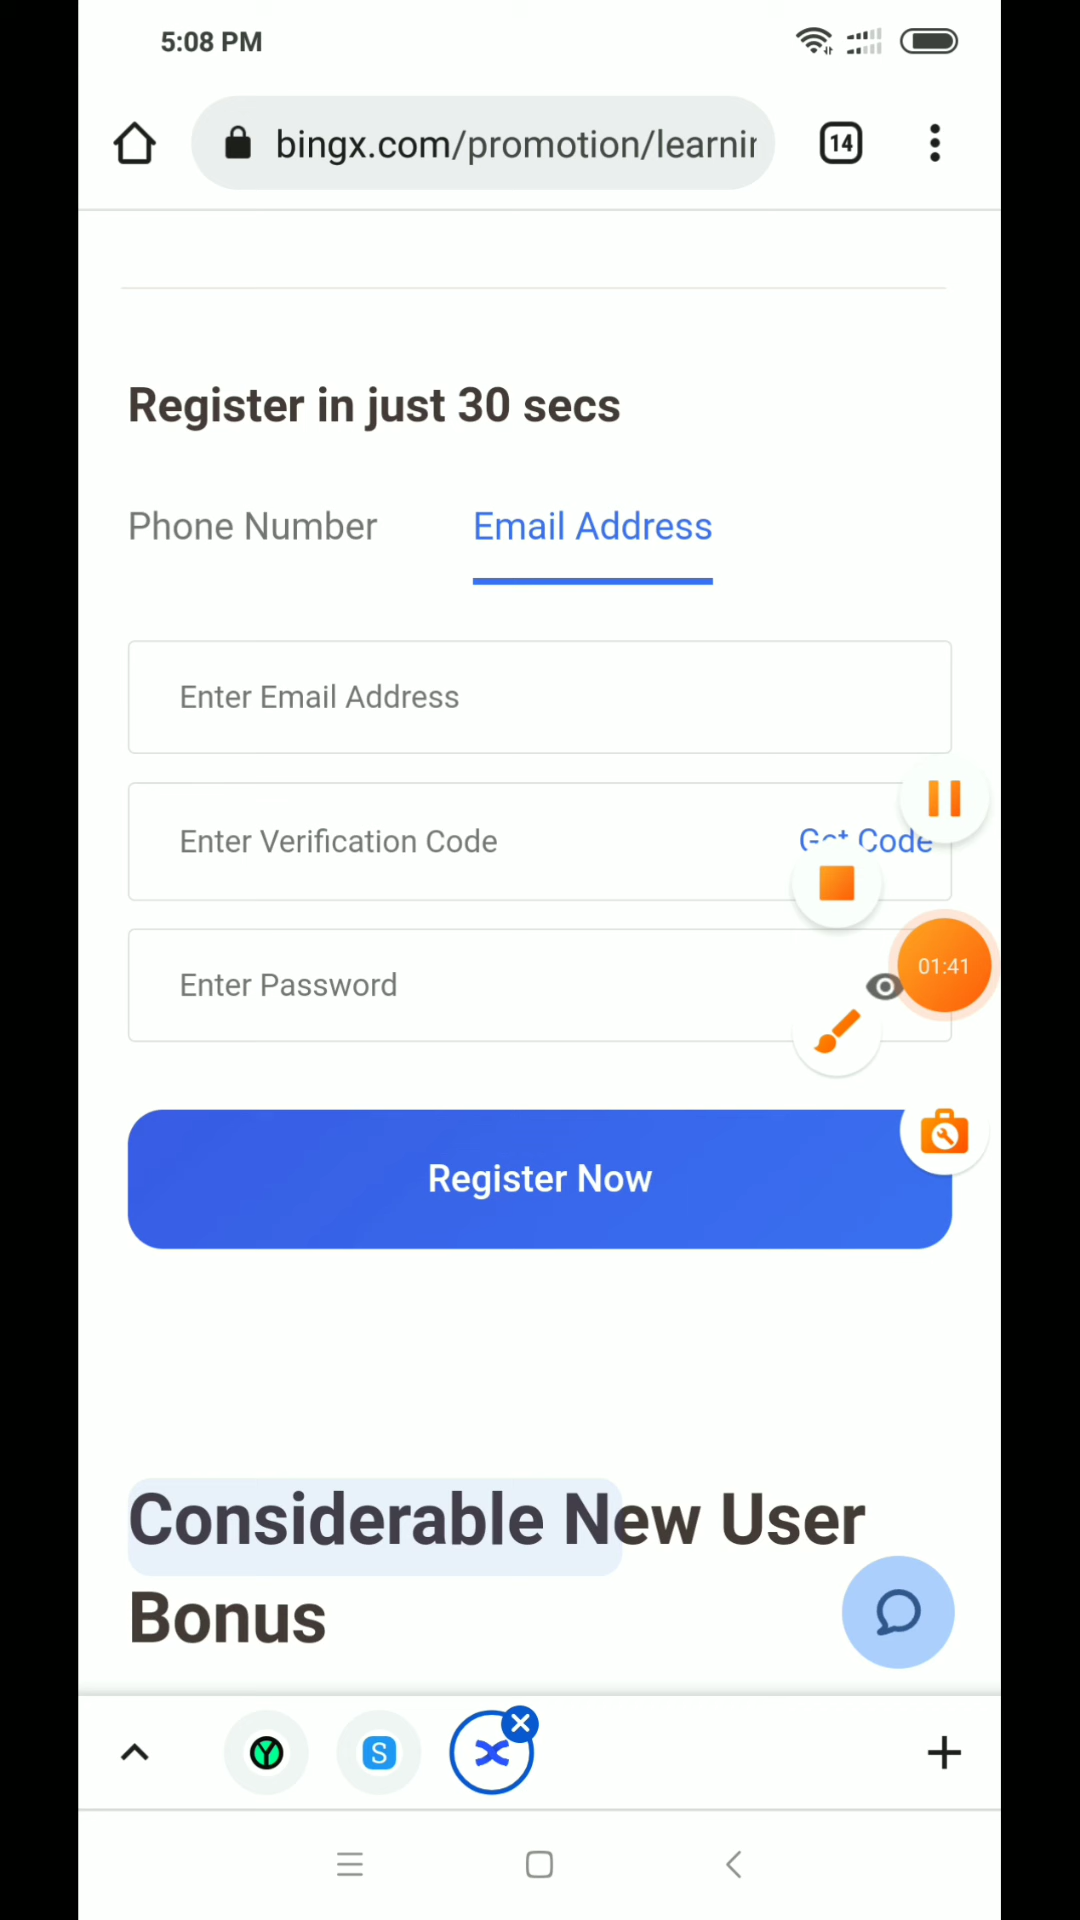 5:08 PM
bingx.com/promotion/learnin
14
Register in just 30 secs
Phone Number
Email Address
Enter Email Address
Enter Verification Code
Get Code
Enter Password
01:41
Register Now
Considerable New User
Bonus
S